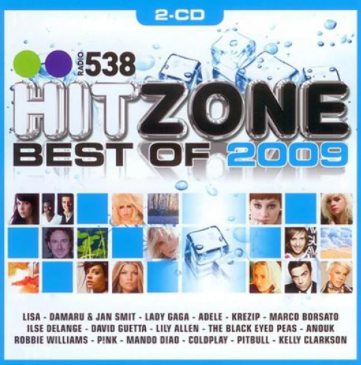 2-CD
RADIO 538
HITZONE
BEST OF 2009
LISA - DAMARU & JAN SMIT - LADY GAGA - ADELE - KREZIP - MARCO BORSATO
ILSE DELANGE - DAVID GUETTA - LILY ALLEN - THE BLACK EYED PEAS - ANOUK
ROBBIE WILLIAMS - P!NK - MANDO DIAO - COLDPLAY - PITBULL - KELLY CLARKSON